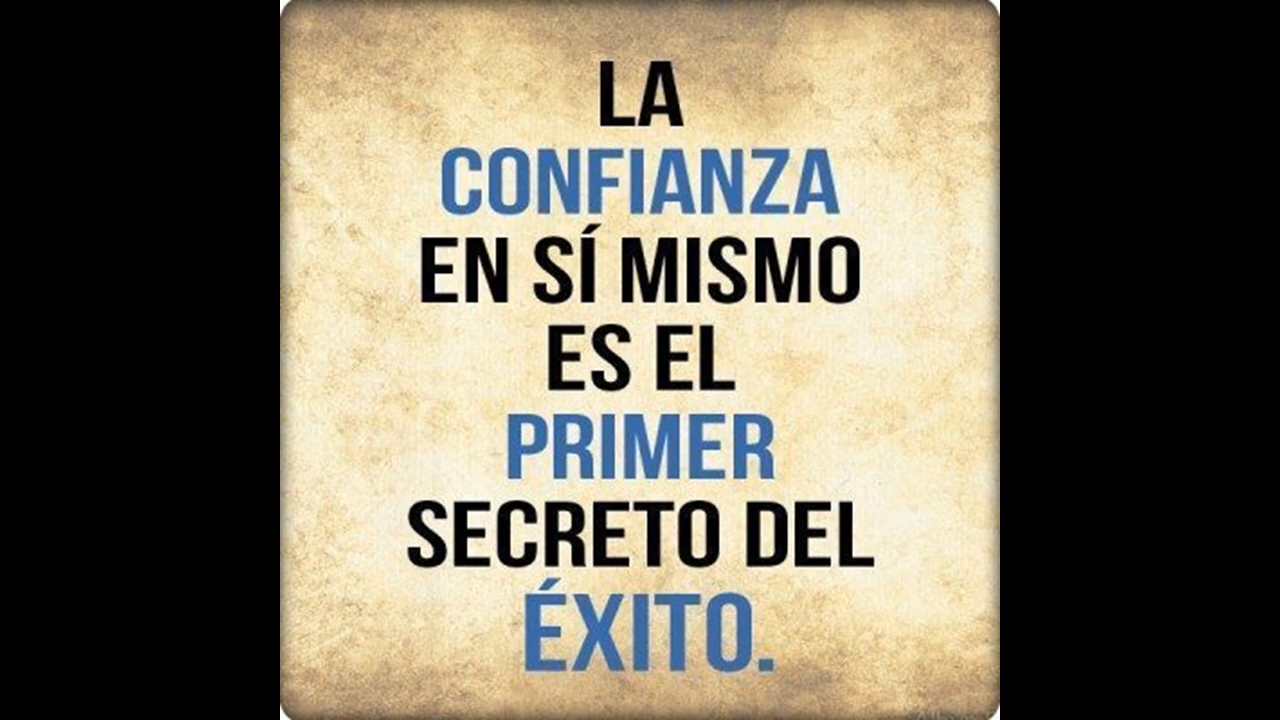 LA
CONFIANZA
EN SÍ MISMO
ES EL
PRIMER
SECRETO DEL
ÉXITO.